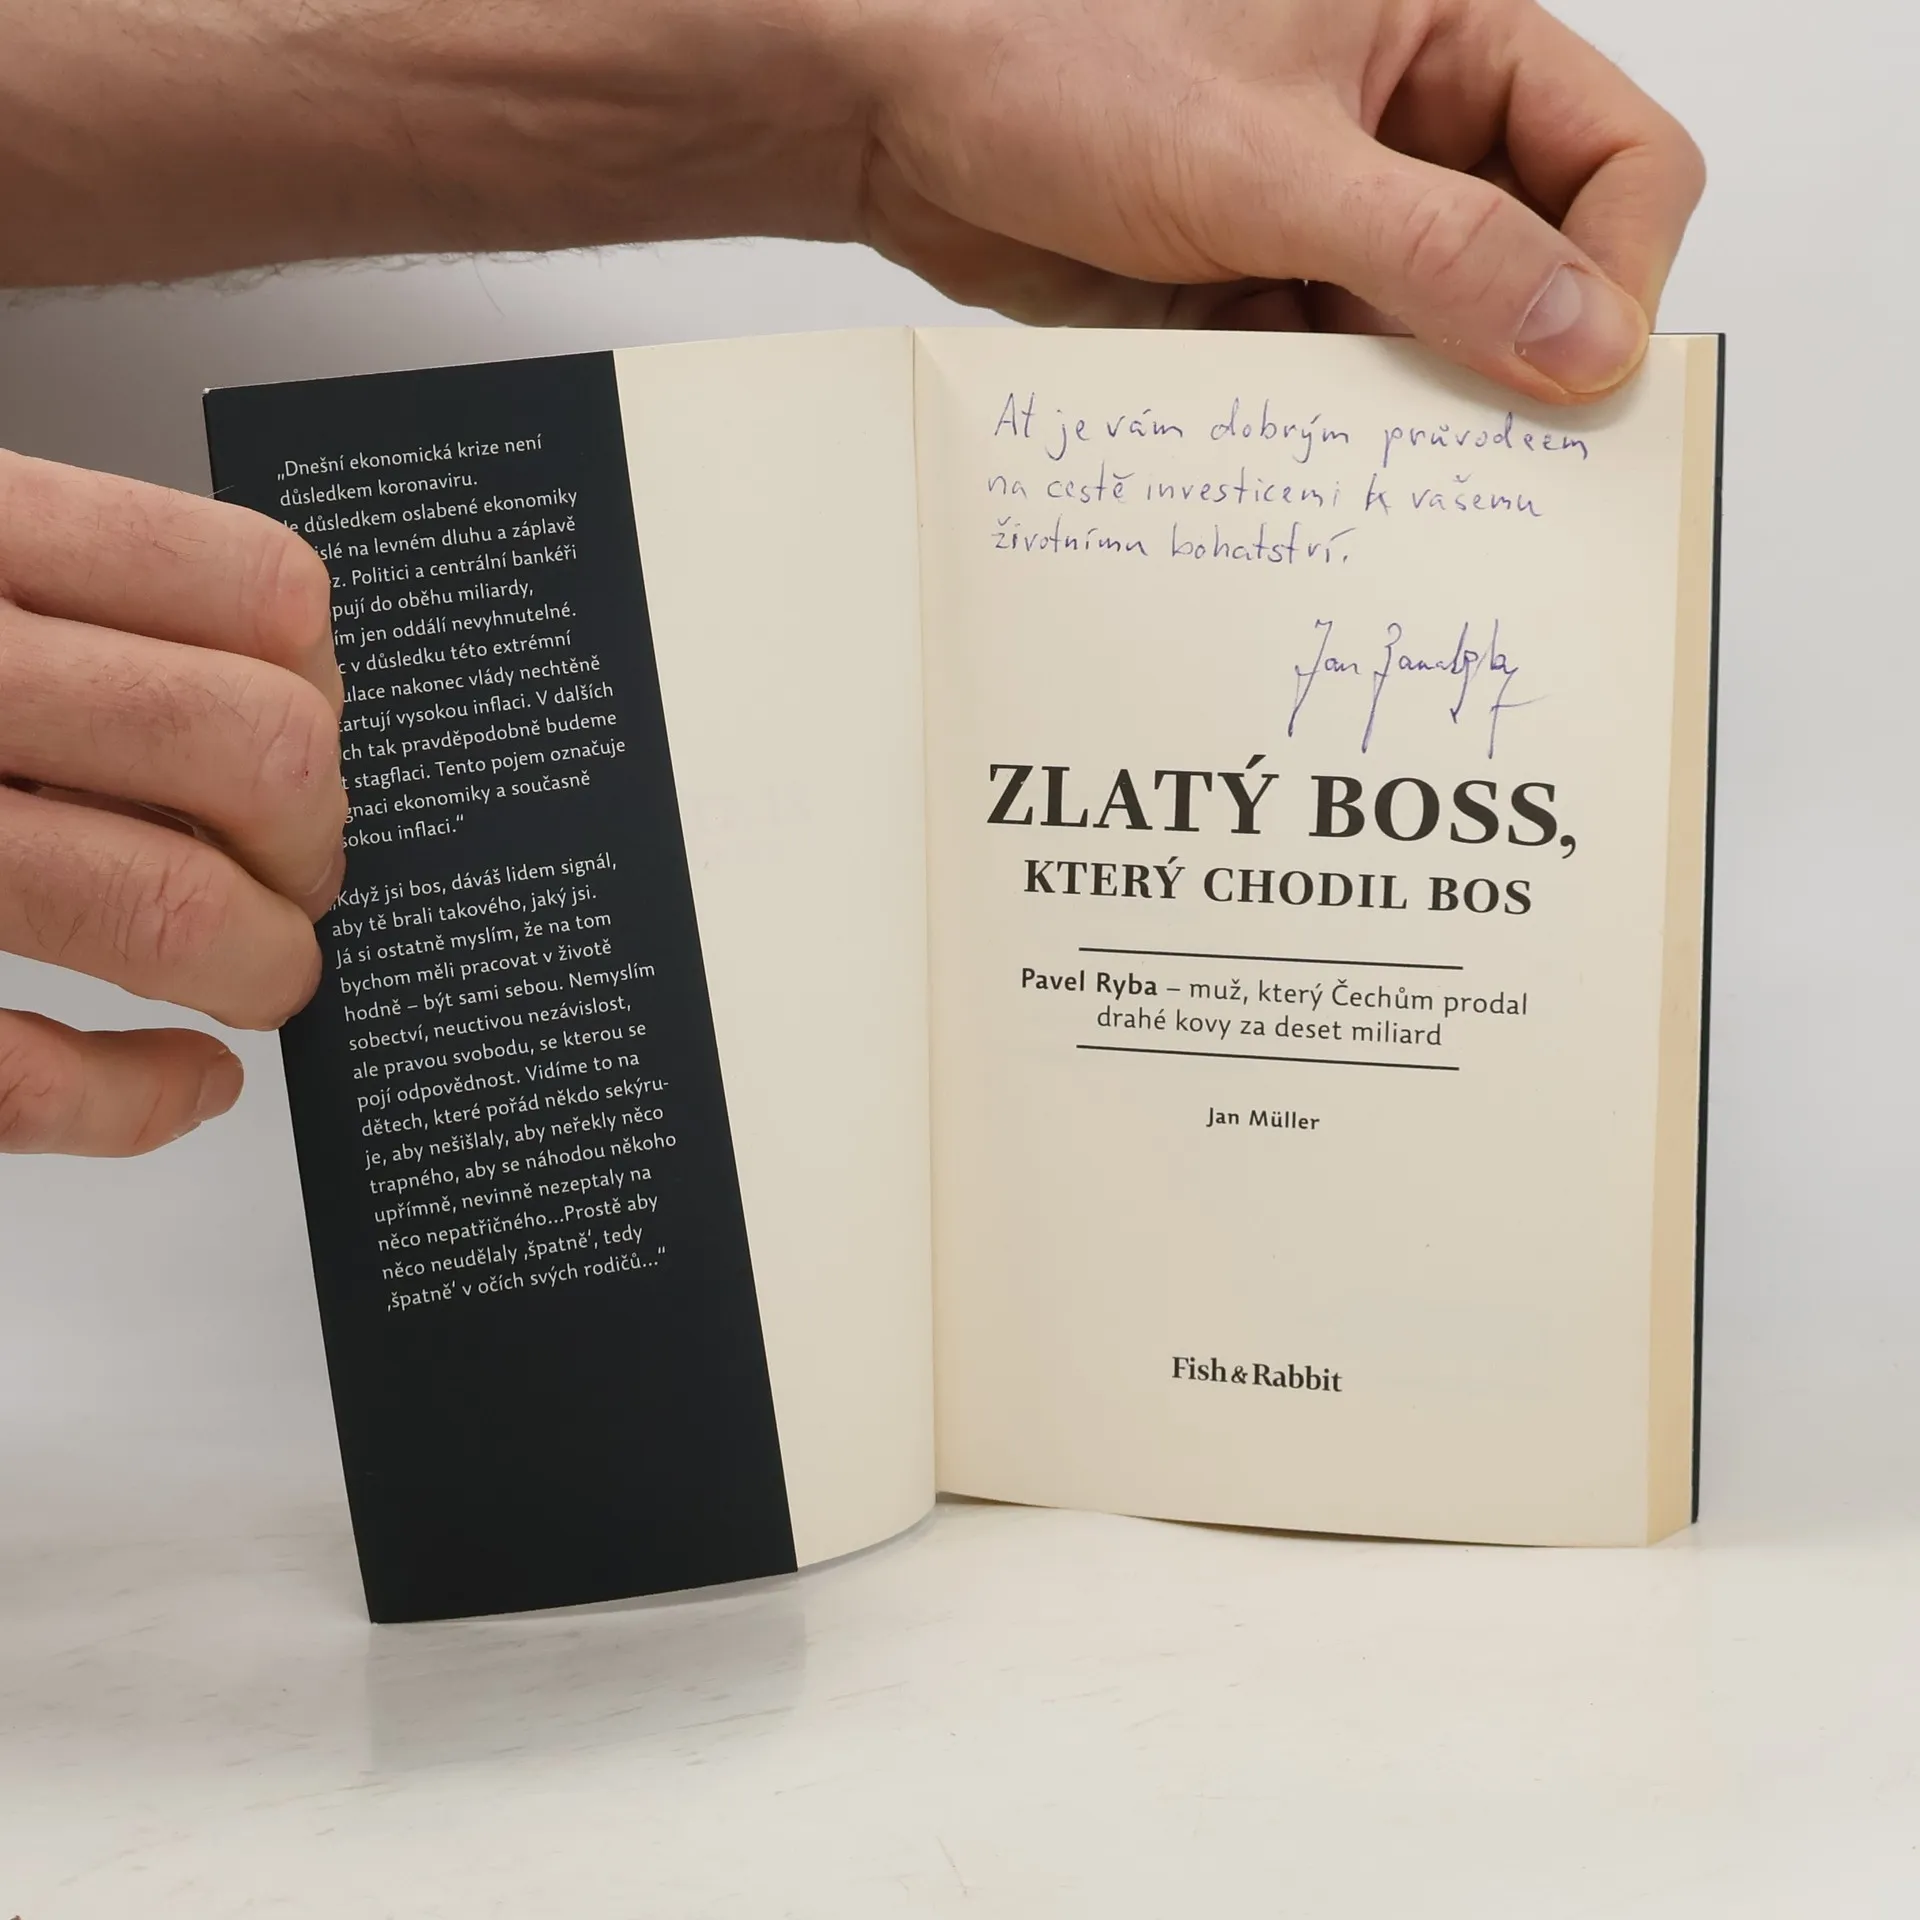 „Dnešní ekonomická krize není
důsledkem koronaviru.
důsledkem oslabené ekonomiky
na levném dluhu a záplavě
Politici a centrální bankéři
do oběhu miliardy,
jen oddálí nevyhnutelné.
v důsledku této extrémní
nakonec vlády nechtěně
vysokou inflaci. V dalších
tak pravděpodobně budeme
stagflaci. Tento pojem označuje
ekonomiky a současně
inflaci.“
„Když jsi bos, dáváš lidem signál,
aby tě brali takového, jaký jsi.
Já si ostatně myslím, že na tom
bychom měli pracovat v životě
hodně – být sami sebou. Nemyslím
sobectví, neuctivou nezávislost,
ale pravou svobodu, se kterou se
pojí odpovědnost. Vidíme to na
dětech, které pořád někdo sekýru-
je, aby nešišlaly, aby neřekly něco
trapného, aby se náhodou někoho
upřímně, nevinně nezeptaly na
něco nepatřičného...Prostě aby
něco neudělaly ‚špatně‘, tedy
‚špatně‘ v očích svých rodičů...“
Ať je vám dobrým průvodcem
na cestě investicemi k vašemu
životnímu bohatství.
Jan
ZLATÝ BOSS,
KTERÝ CHODIL BOS
Pavel Ryba – muž, který Čechům prodal
drahé kovy za deset miliard
Jan Müller
Fish & Rabbit